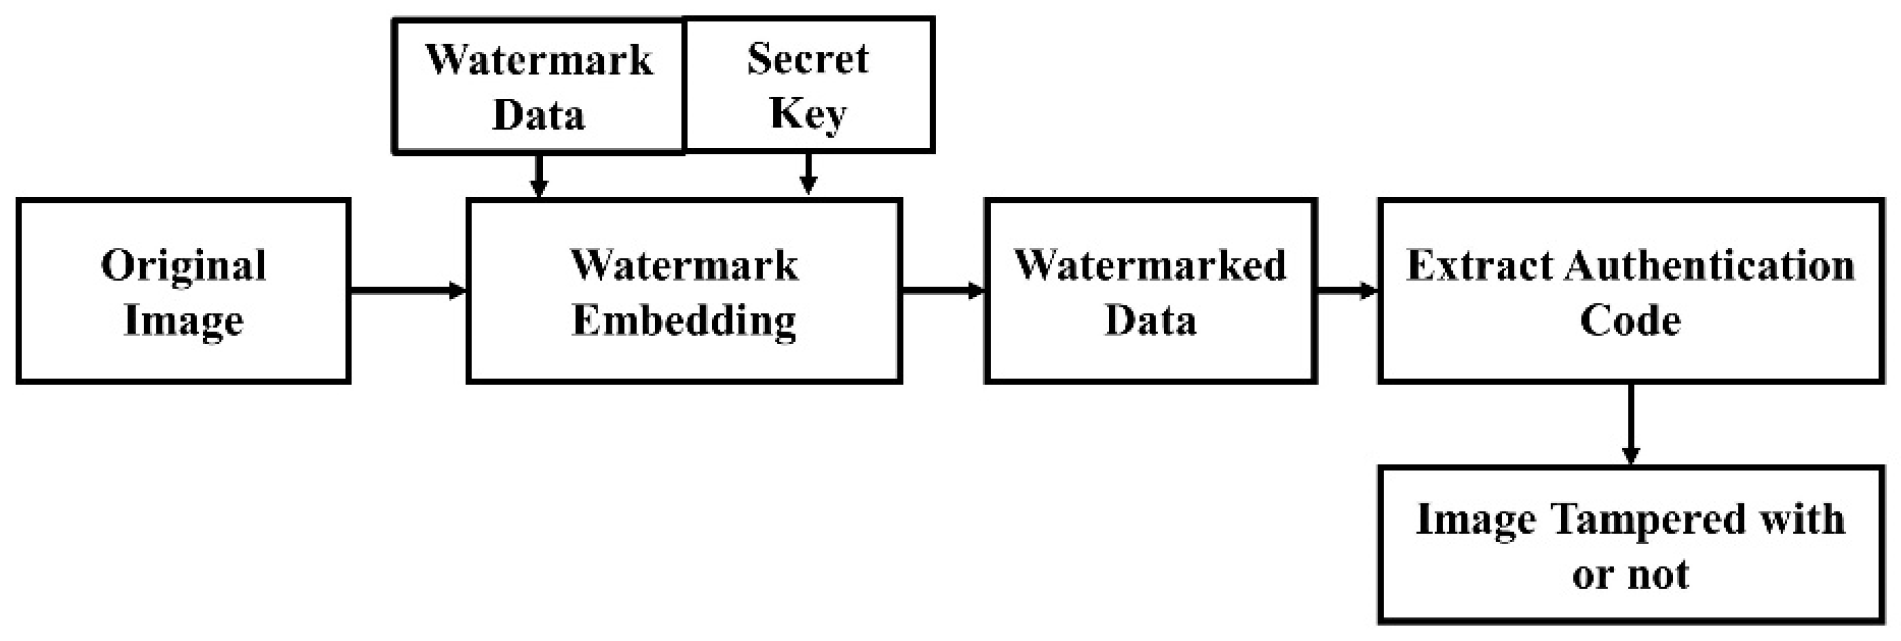 Watermark
Data
Secret
Key
Original
Image
Watermark
Embedding
Watermarked
Data
Extract Authentication
Code
Image Tampered with
or not